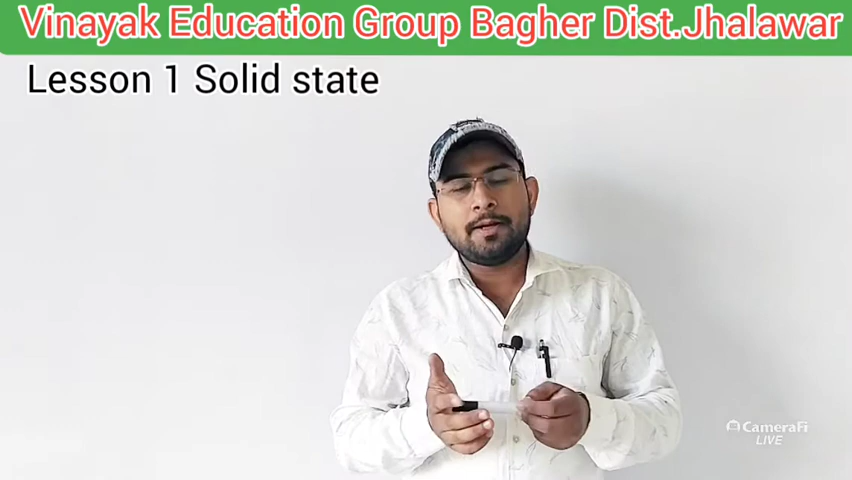 Vinayak Education Group Bagher Dist.Jhalawar
Lesson 1 Solid state
CameraFi
LIVE